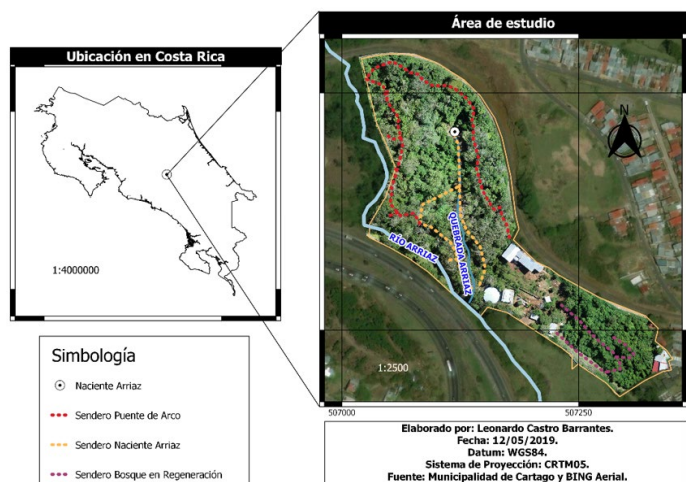 Ubicación en Costa Rica
1:4000000
Área de estudio
N
RÍO ARRIAZ
QUEBRADA ARRIAZ
1:2500
507000
507250
Simbología
Naciente Arriaz
Sendero Puente de Arco
Sendero Naciente Arriaz
Sendero Bosque en Regeneración
Elaborado por: Leonardo Castro Barrantes.
Fecha: 12/05/2019.
Datum: WGS84.
Sistema de Proyección: CRTM05.
Fuente: Municipalidad de Cartago y BING Aerial.